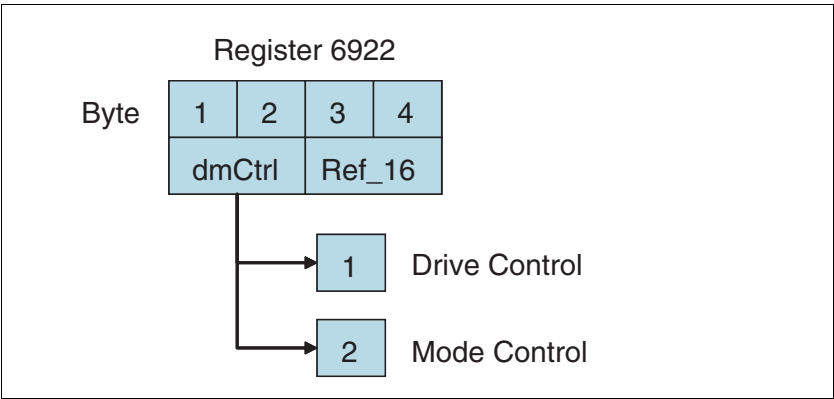 Register 6922
Byte 1 2 3 4
dmCtrl Ref_16
1 Drive Control
2 Mode Control